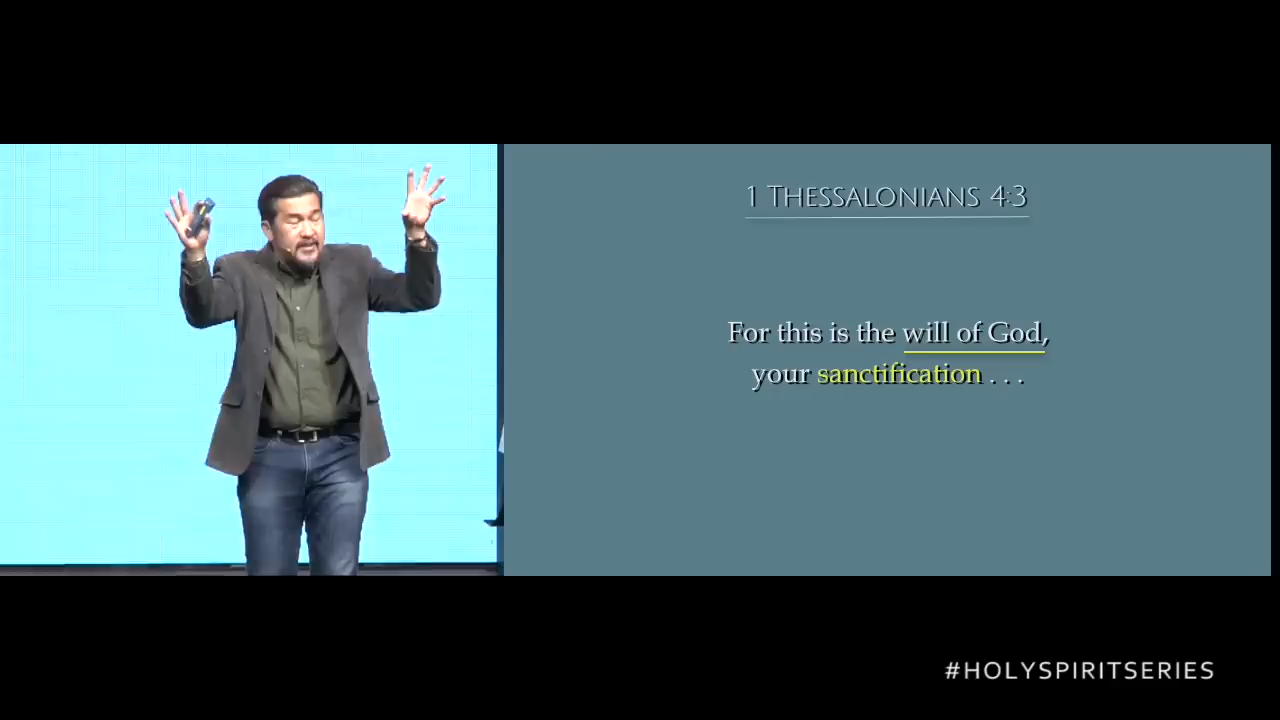 1 THESSALONIANS 4:3
For this is the will of God,
your sanctification . . .
#HOLYSPIRITSERIES